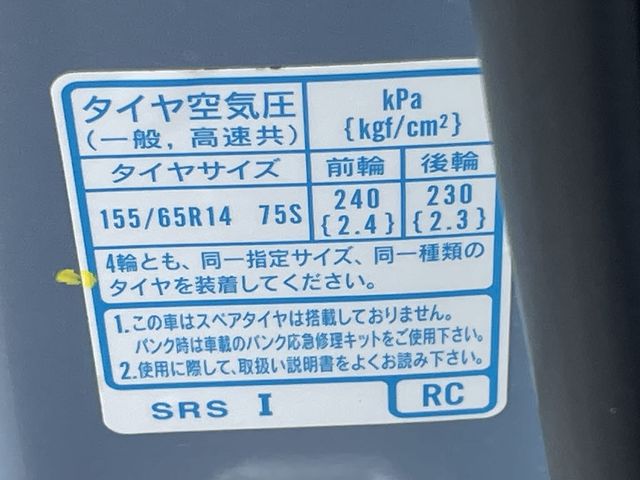 タイヤ空気圧
(一般, 高速共)
kPa
{kgf/cm²}
タイヤサイズ 前輪 後輪
155/65R14 75S 240 230
{2.4} {2.3}
4輪とも、同一指定サイズ、同一種類の
タイヤを装着してください。
1. この車はスペアタイヤは搭載しておりません。
パンク時は車載のパンク応急修理キットをご使用下さい。
2. 使用に際して、取扱い説明書をよくお読み下さい。
SRS I RC